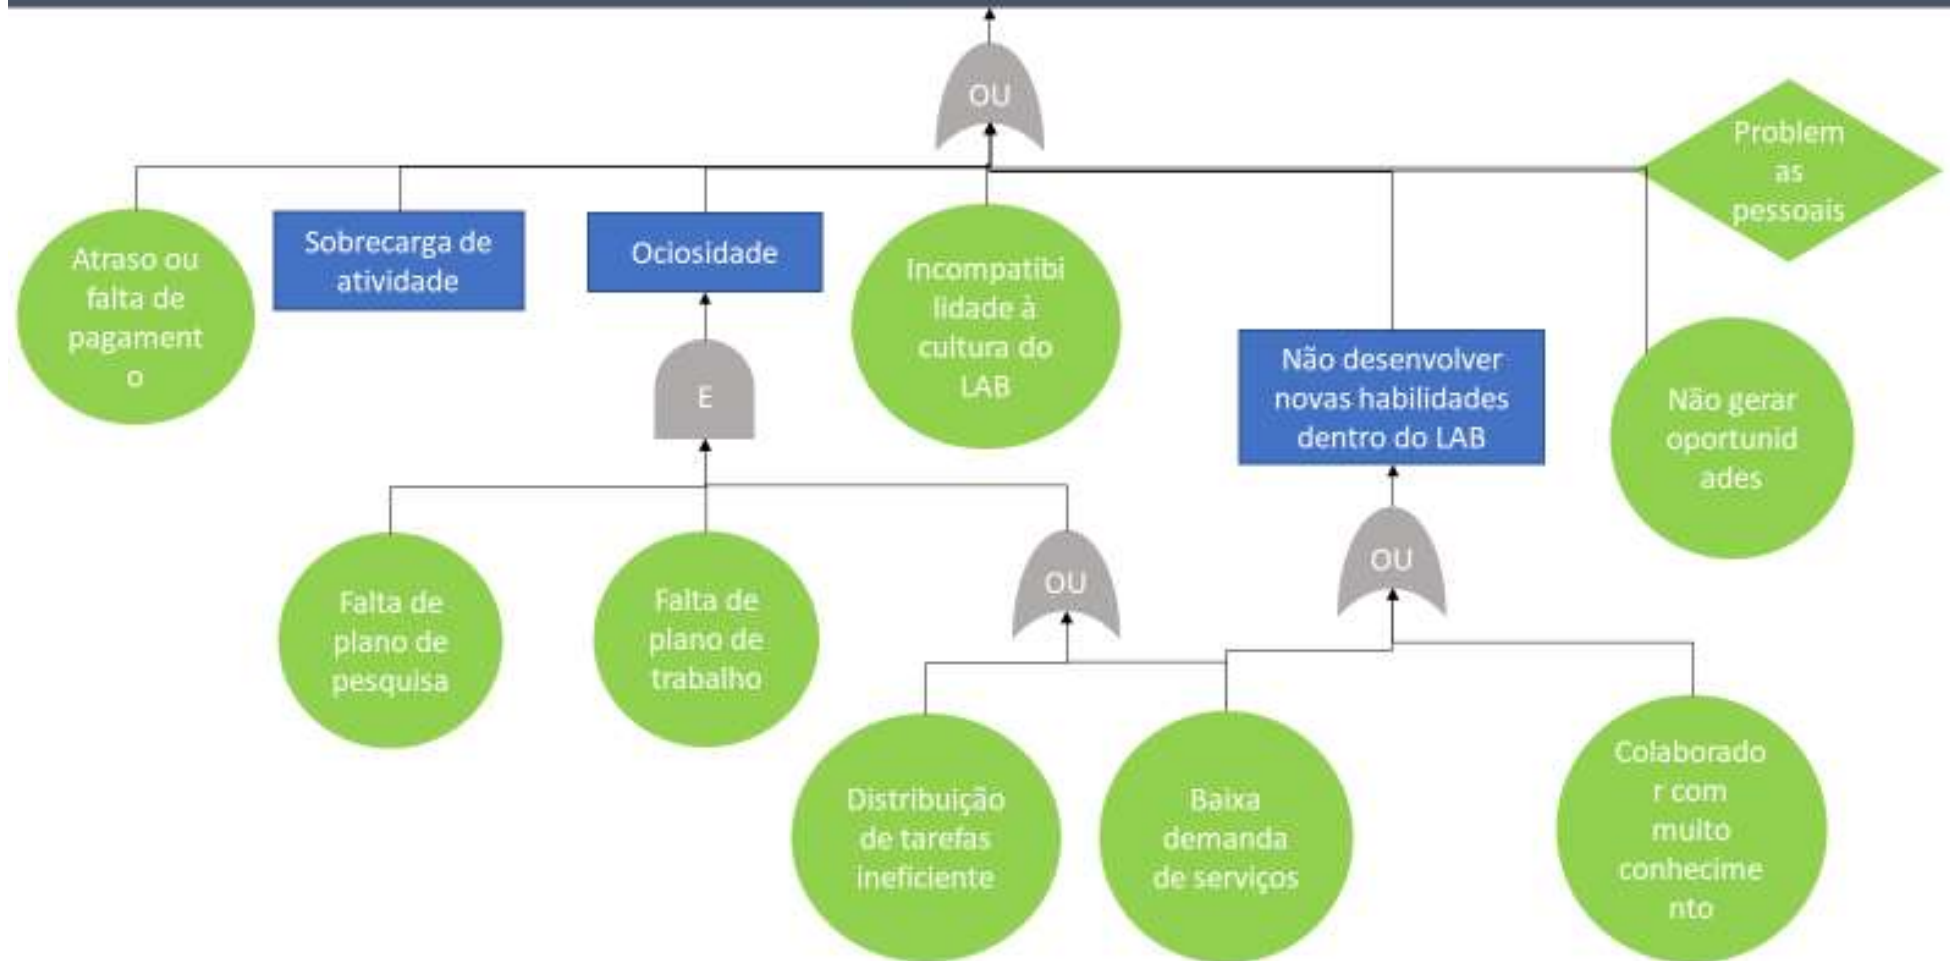 OU
Problem
as
pessoais
Atraso ou
falta de
pagament
o
Sobrecarga de
atividade
Ociosidade
Incompatibi
lidade à
cultura do
LAB
Não desenvolver
novas habilidades
dentro do LAB
Não gerar
oportunid
ades
E
Falta de
plano de
pesquisa
Falta de
plano de
trabalho
OU
OU
Distribuição
de tarefas
ineficiente
Baixa
demanda
de serviços
Colaborado
r com
muito
conhecime
nto